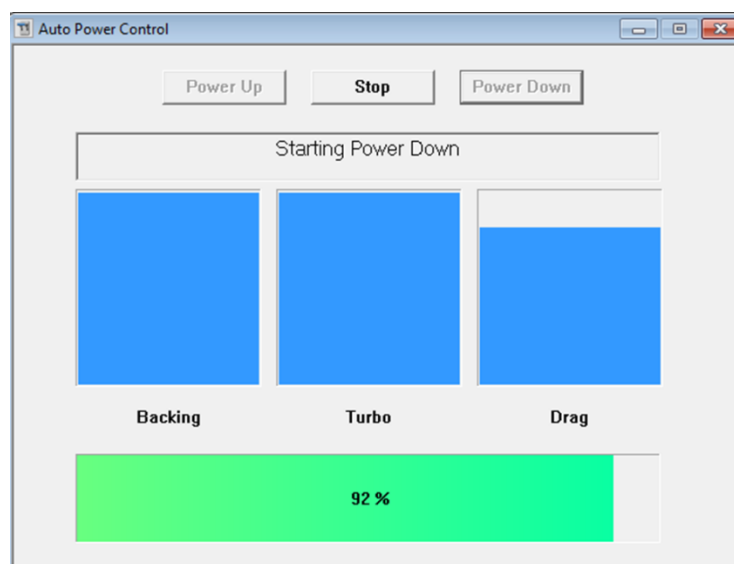 Auto Power Control
Power Up Stop Power Down
Starting Power Down
Backing Turbo Drag
92 %